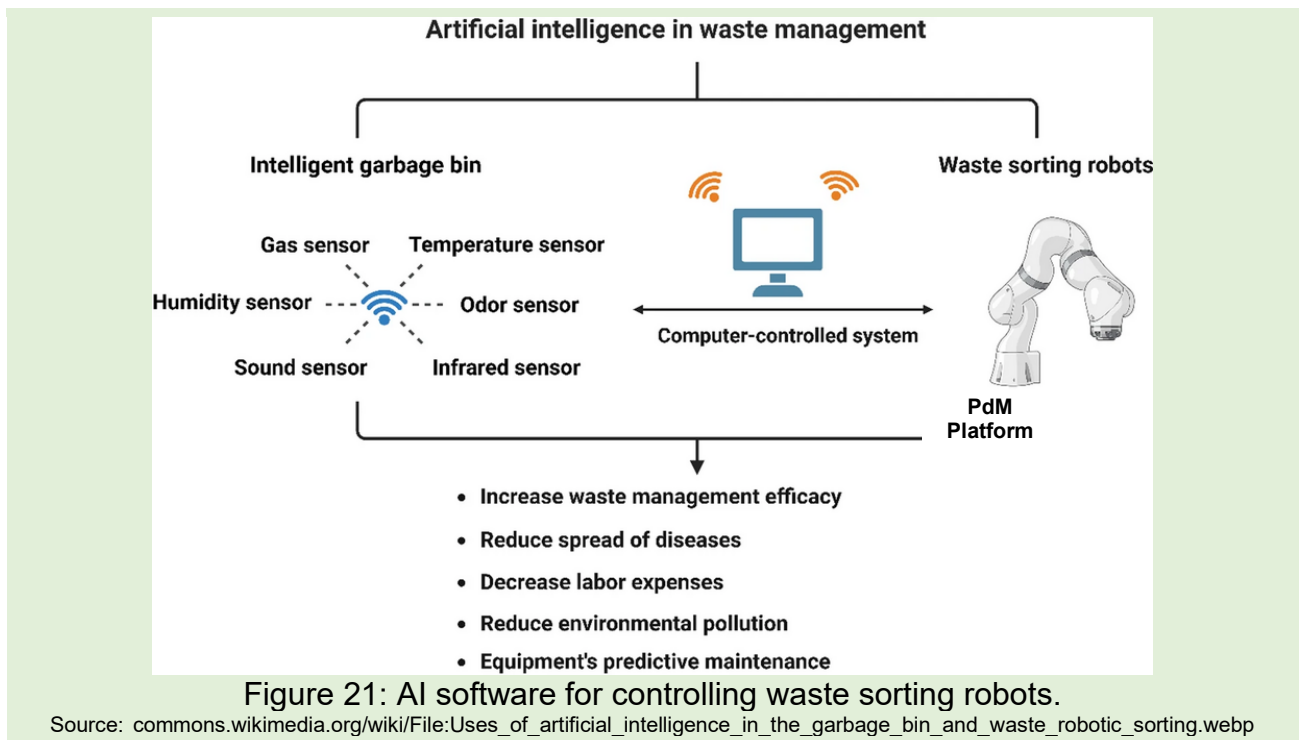 Artificial intelligence in waste management
Intelligent garbage bin
Waste sorting robots
Gas sensor
Temperature sensor
Humidity sensor
Odor sensor
Sound sensor
Infrared sensor
Computer-controlled system
PdM
Platform
• Increase waste management efficacy
• Reduce spread of diseases
• Decrease labor expenses
• Reduce environmental pollution
• Equipment's predictive maintenance
Figure 21: AI software for controlling waste sorting robots.
Source: commons.wikimedia.org/wiki/File:Uses_of_artificial_intelligence_in_the_garbage_bin_and_waste_robotic_sorting.webp